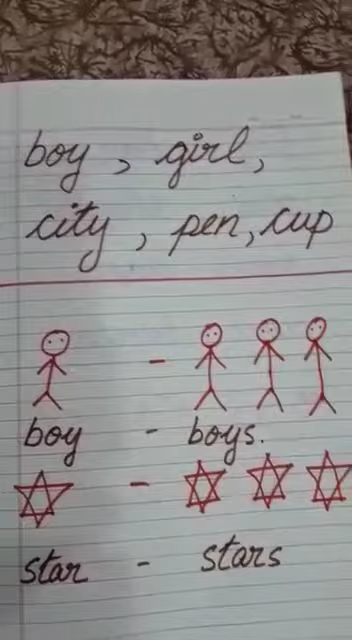 boy, girl,
city, pen, cup
boy - boys.
star - stars